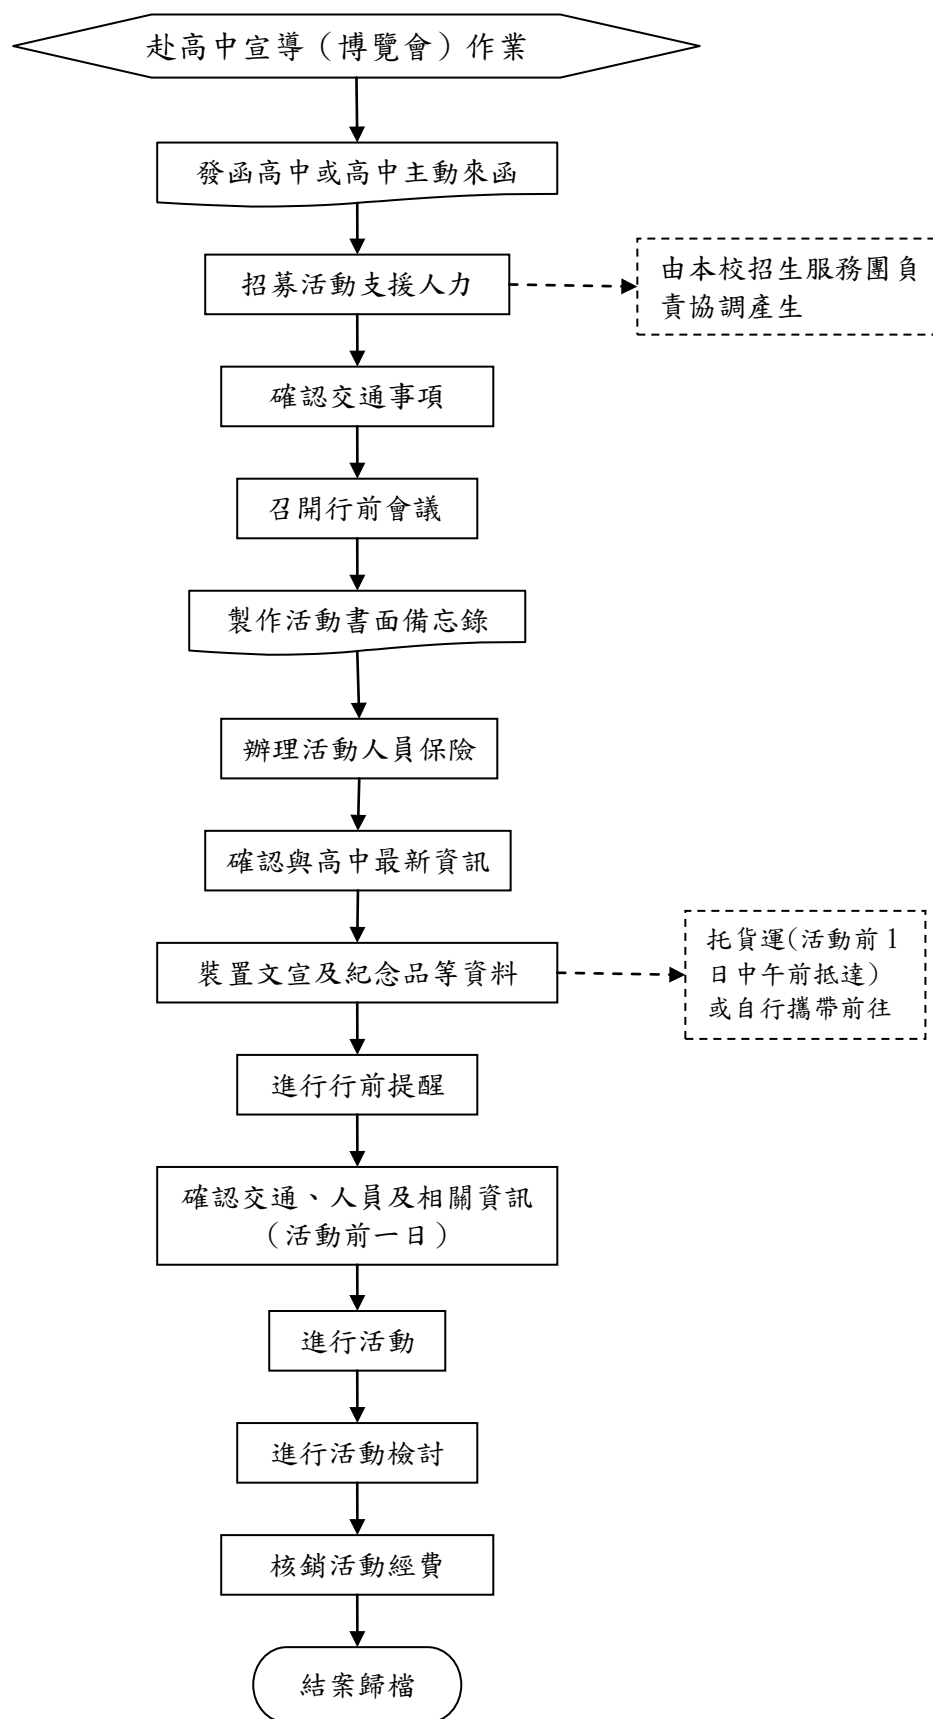 赴高中宣導（博覽會）作業
發函高中或高中主動來函
招募活動支援人力
由本校招生服務團負
責協調產生
確認交通事項
召開行前會議
製作活動書面備忘錄
辦理活動人員保險
確認與高中最新資訊
裝置文宣及紀念品等資料
托貨運(活動前1
日中午前抵達)
或自行攜帶前往
進行行前提醒
確認交通、人員及相關資訊
（活動前一日）
進行活動
進行活動檢討
核銷活動經費
結案歸檔